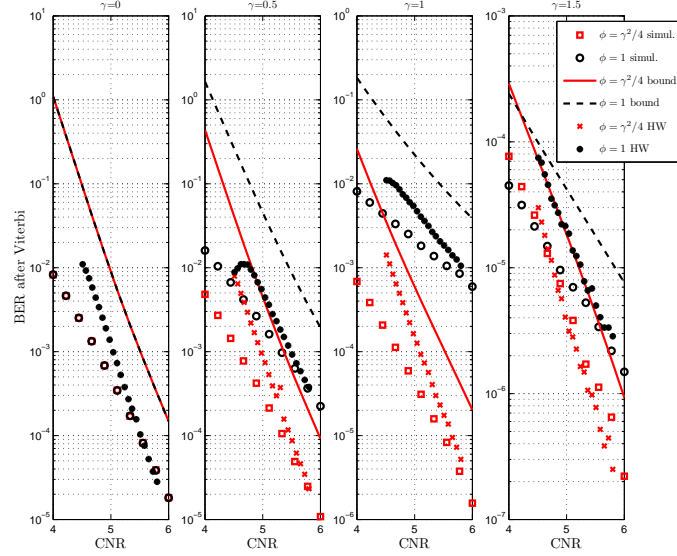 γ=0
γ=0.5
γ=1
γ=1.5
BER after Viterbi
10^1
10^0
10^-1
10^-2
10^-3
10^-4
10^-5
4 5 6
CNR
10^1
10^0
10^-1
10^-2
10^-3
10^-4
10^-5
4 5 6
CNR
10^0
10^-1
10^-2
10^-3
10^-4
10^-5
10^-6
4 5 6
CNR
10^-3
10^-4
10^-5
10^-6
10^-7
4 5 6
CNR
ϕ = γ²/4 simul.
ϕ = 1 simul.
ϕ = γ²/4 bound
ϕ = 1 bound
ϕ = γ²/4 HW
ϕ = 1 HW